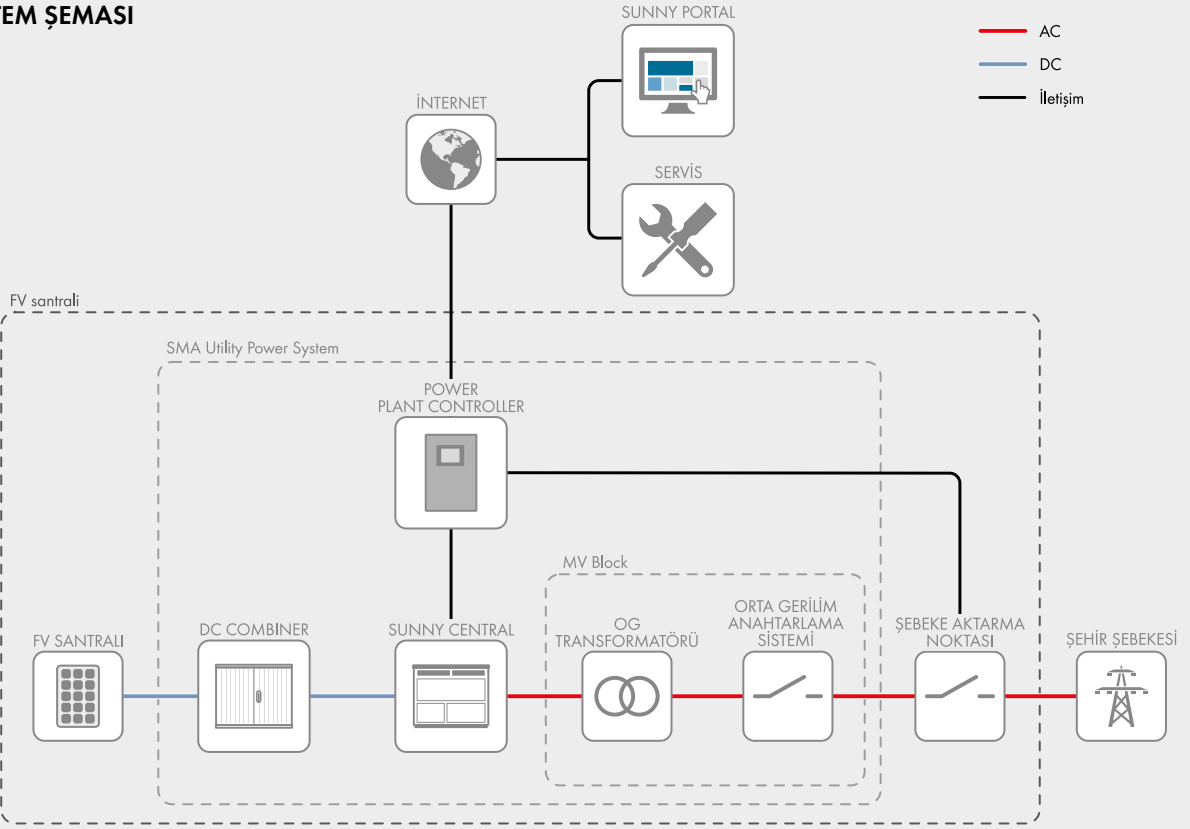 TEM ŞEMASI
SUNNY PORTAL
AC
DC
İletişim
İNTERNET
SERVİS
FV santrali
SMA Utility Power System
POWER
PLANT CONTROLLER
MV Block
FV SANTRALI
DC COMBINER
SUNNY CENTRAL
OG
TRANSFORMATÖRÜ
ORTA GERİLİM
ANAHTARLAMA
SİSTEMİ
ŞEBEKE AKTARMA
NOKTASI
ŞEHİR ŞEBEKESİ